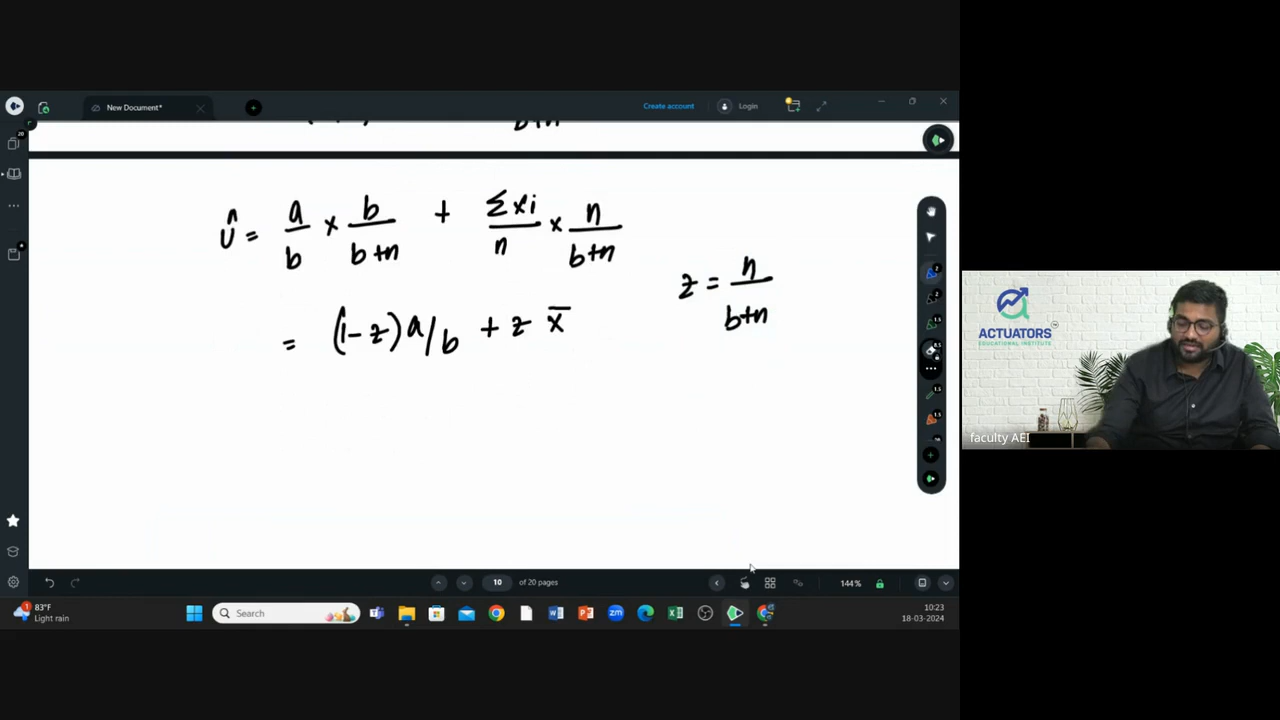 New Document*
Create account
Login
b+n
û = a/b × b/(b+n) + Σxi/n × n/(b+n)
z = n/(b+n)
= (1-z) a/b + z x̄
ACTUATORS
EDUCATIONAL INSTITUTE
faculty AEI
10 of 20 pages
144%
83°F
Light rain
Search
10:23
18-03-2024